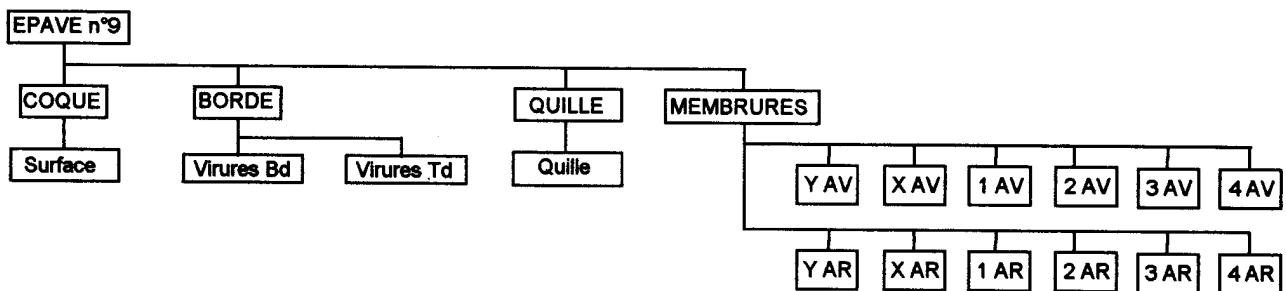 EPAVE n°9
COQUE BORDE QUILLE MEMBRURES
Surface Virures Bd Virures Td Quille
Y AV X AV 1 AV 2 AV 3 AV 4 AV
Y AR X AR 1 AR 2 AR 3 AR 4 AR